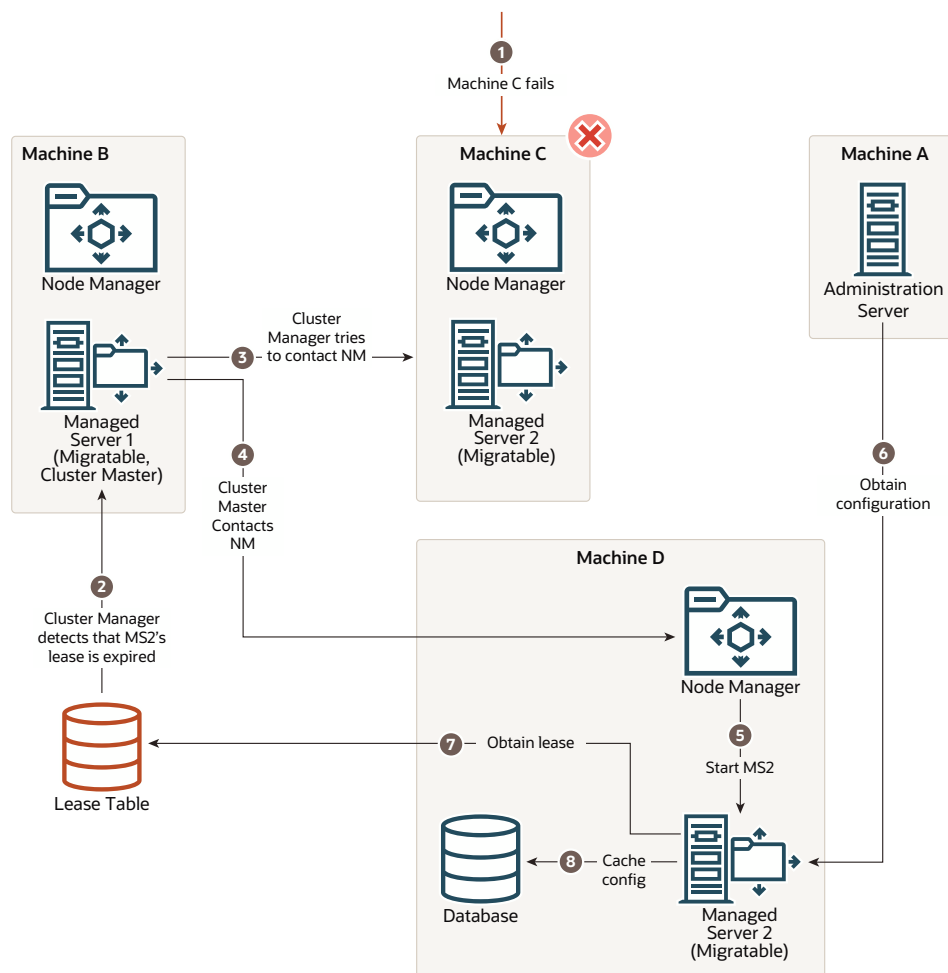 1
Machine C fails
Machine B
Node Manager
Managed
Server 1
(Migratable,
Cluster Master)
Machine C
Node Manager
Managed
Server 2
(Migratable)
Machine A
Administration
Server
3
Cluster
Manager tries
to contact NM
4
Cluster
Master
Contacts
NM
6
Obtain
configuration
2
Cluster Manager
detects that MS2's
lease is expired
Lease Table
Machine D
Node Manager
5
Start MS2
7
Obtain lease
8
Cache
config
Database
Managed
Server 2
(Migratable)